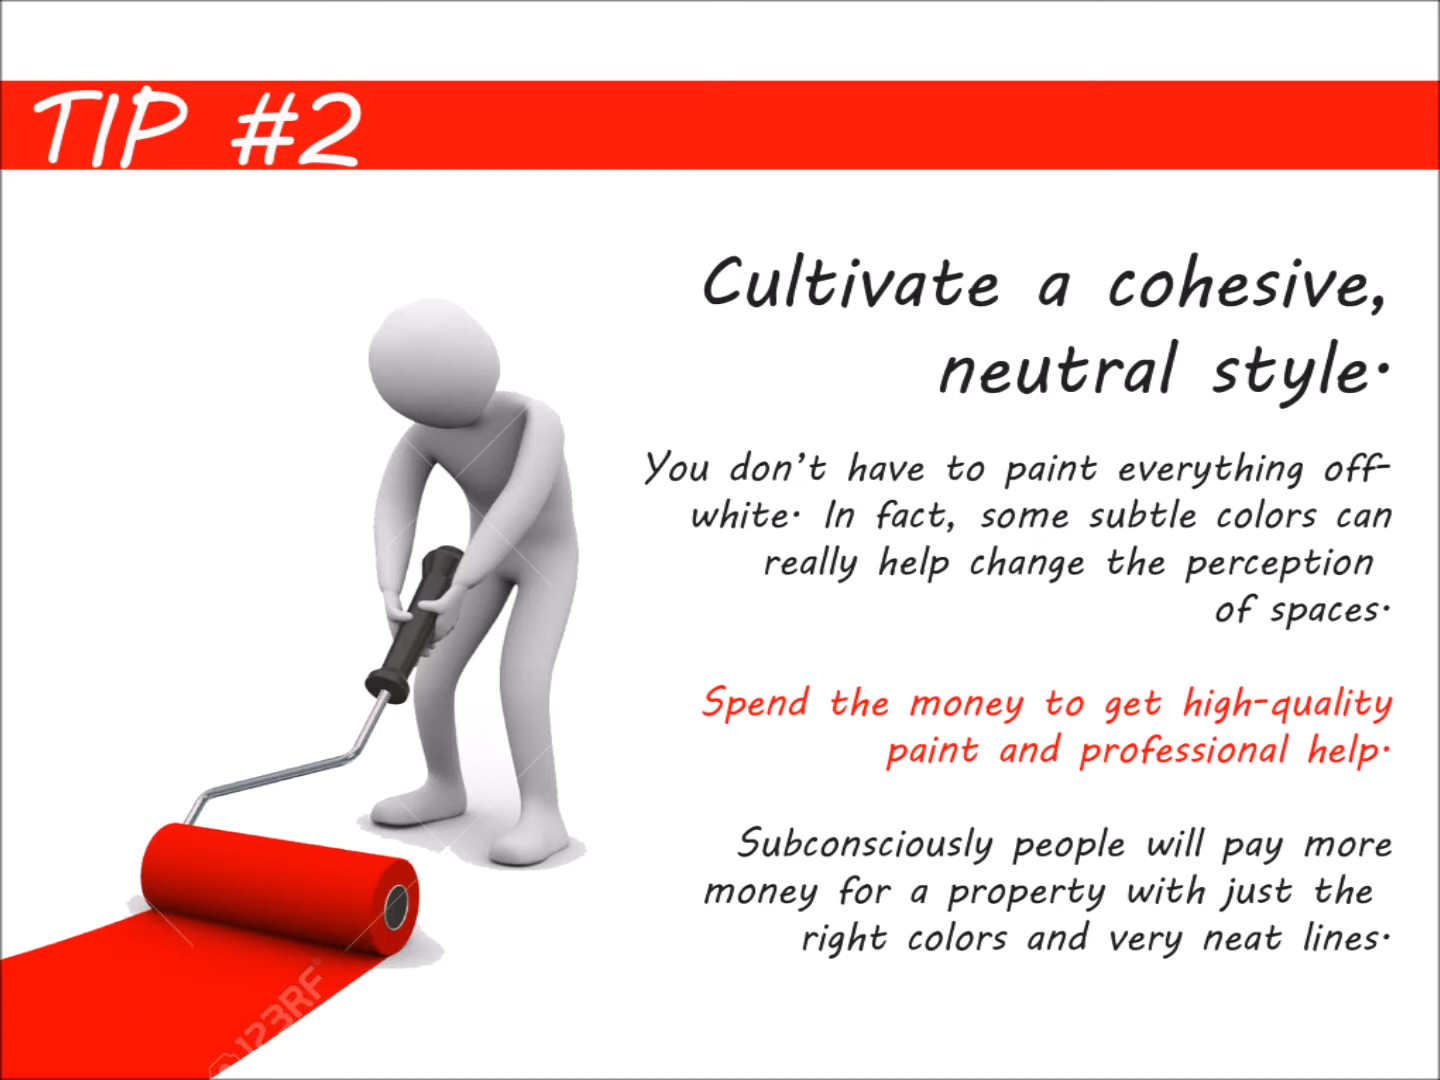 TIP #2
Cultivate a cohesive,
neutral style.
You don't have to paint everything off-
white. In fact, some subtle colors can
really help change the perception
of spaces.
Spend the money to get high-quality
paint and professional help.
Subconsciously people will pay more
money for a property with just the
right colors and very neat lines.
123RF®